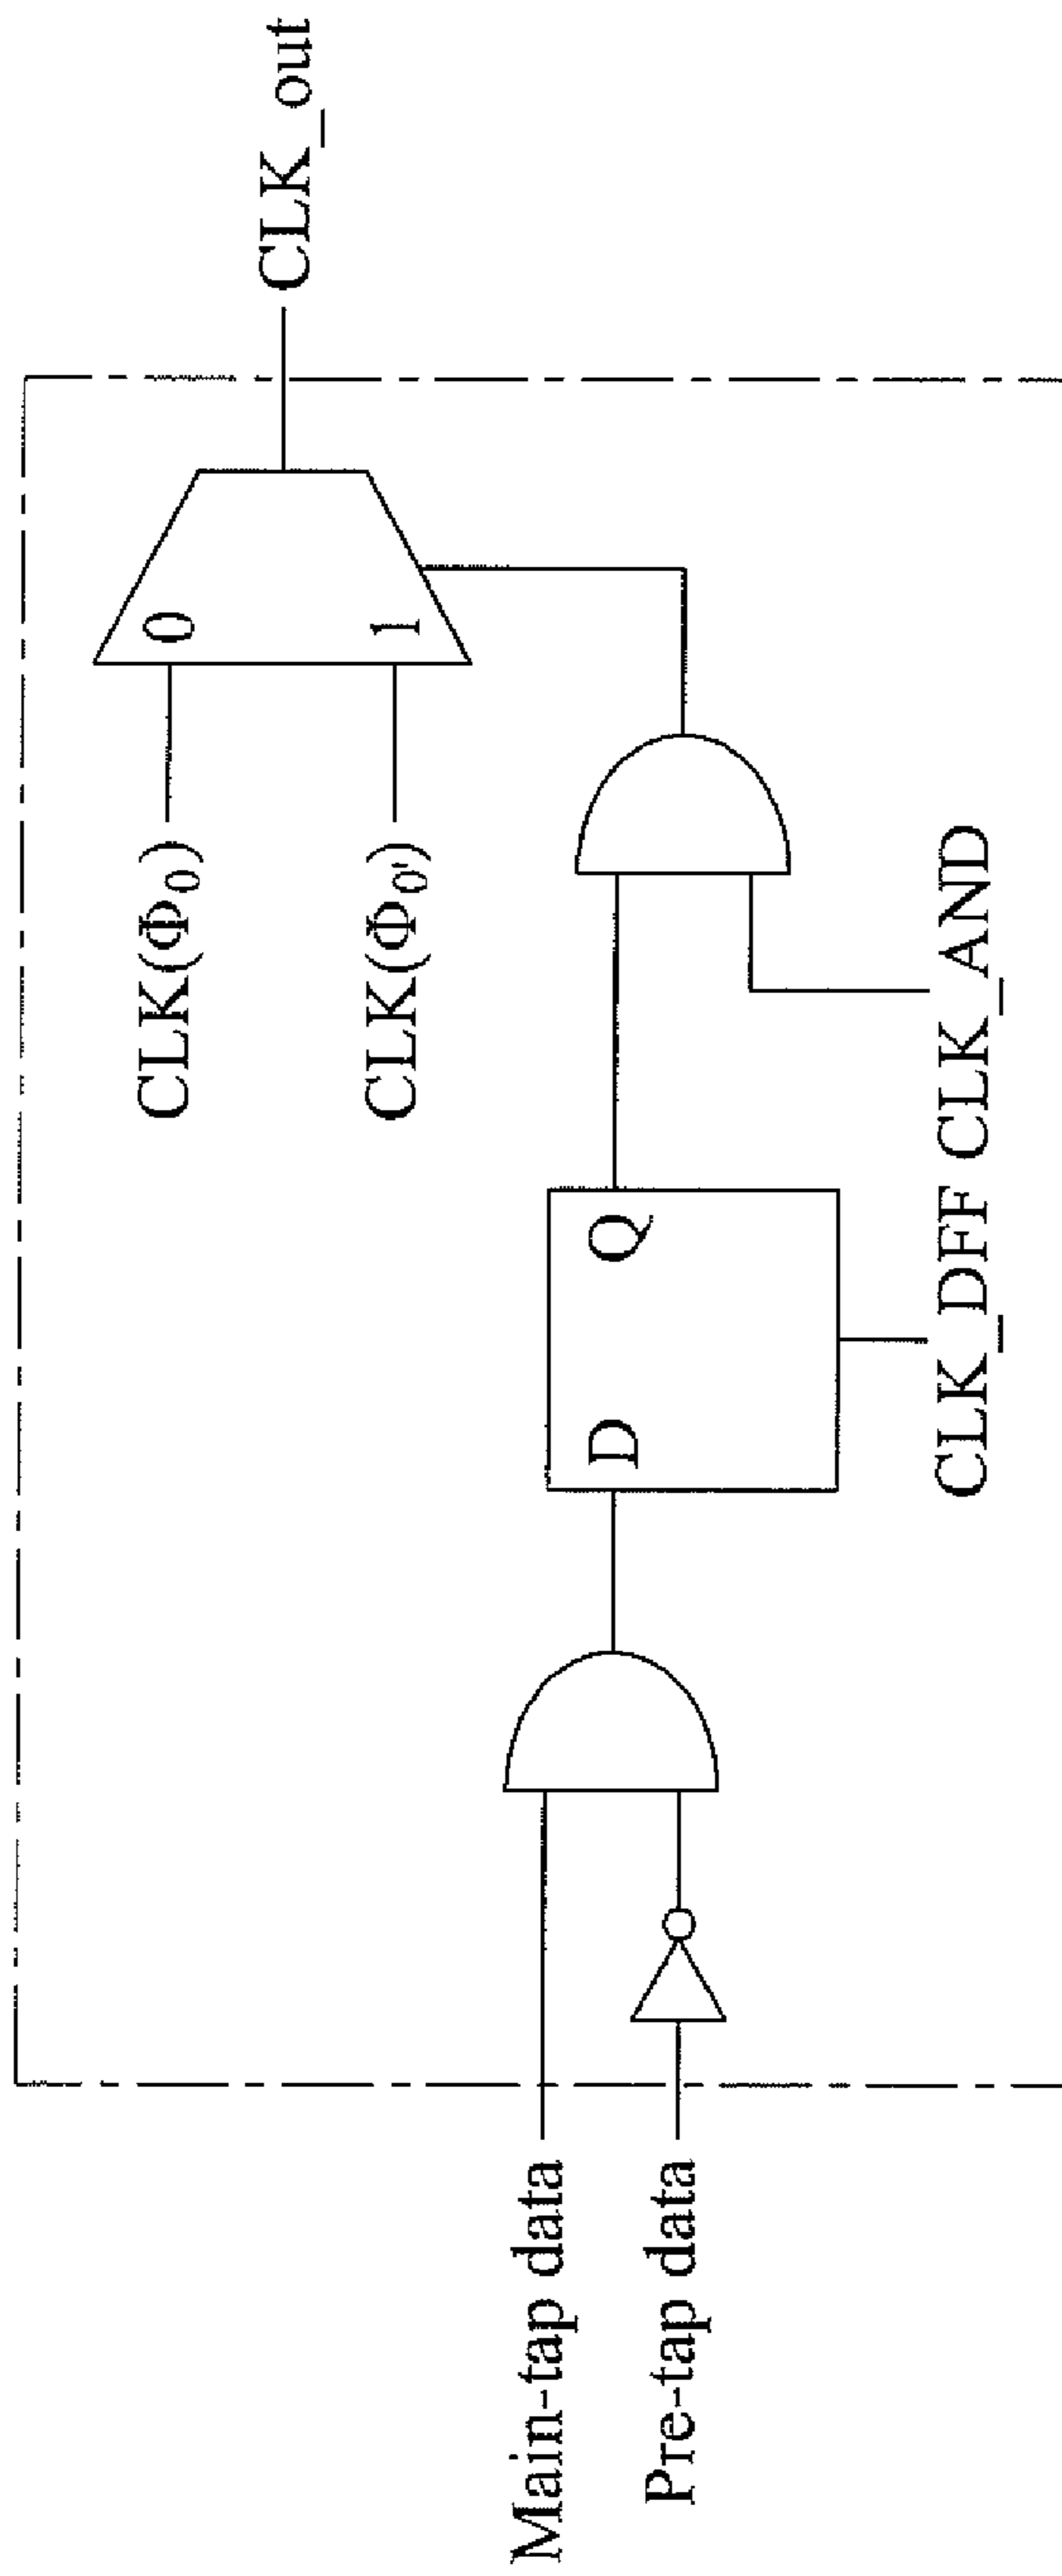 CLK_out
0
CLK(Φ₀)
1
CLK(Φ₀')
Main-tap data
D
Q
Pre-tap data
CLK_DFF
CLK_AND